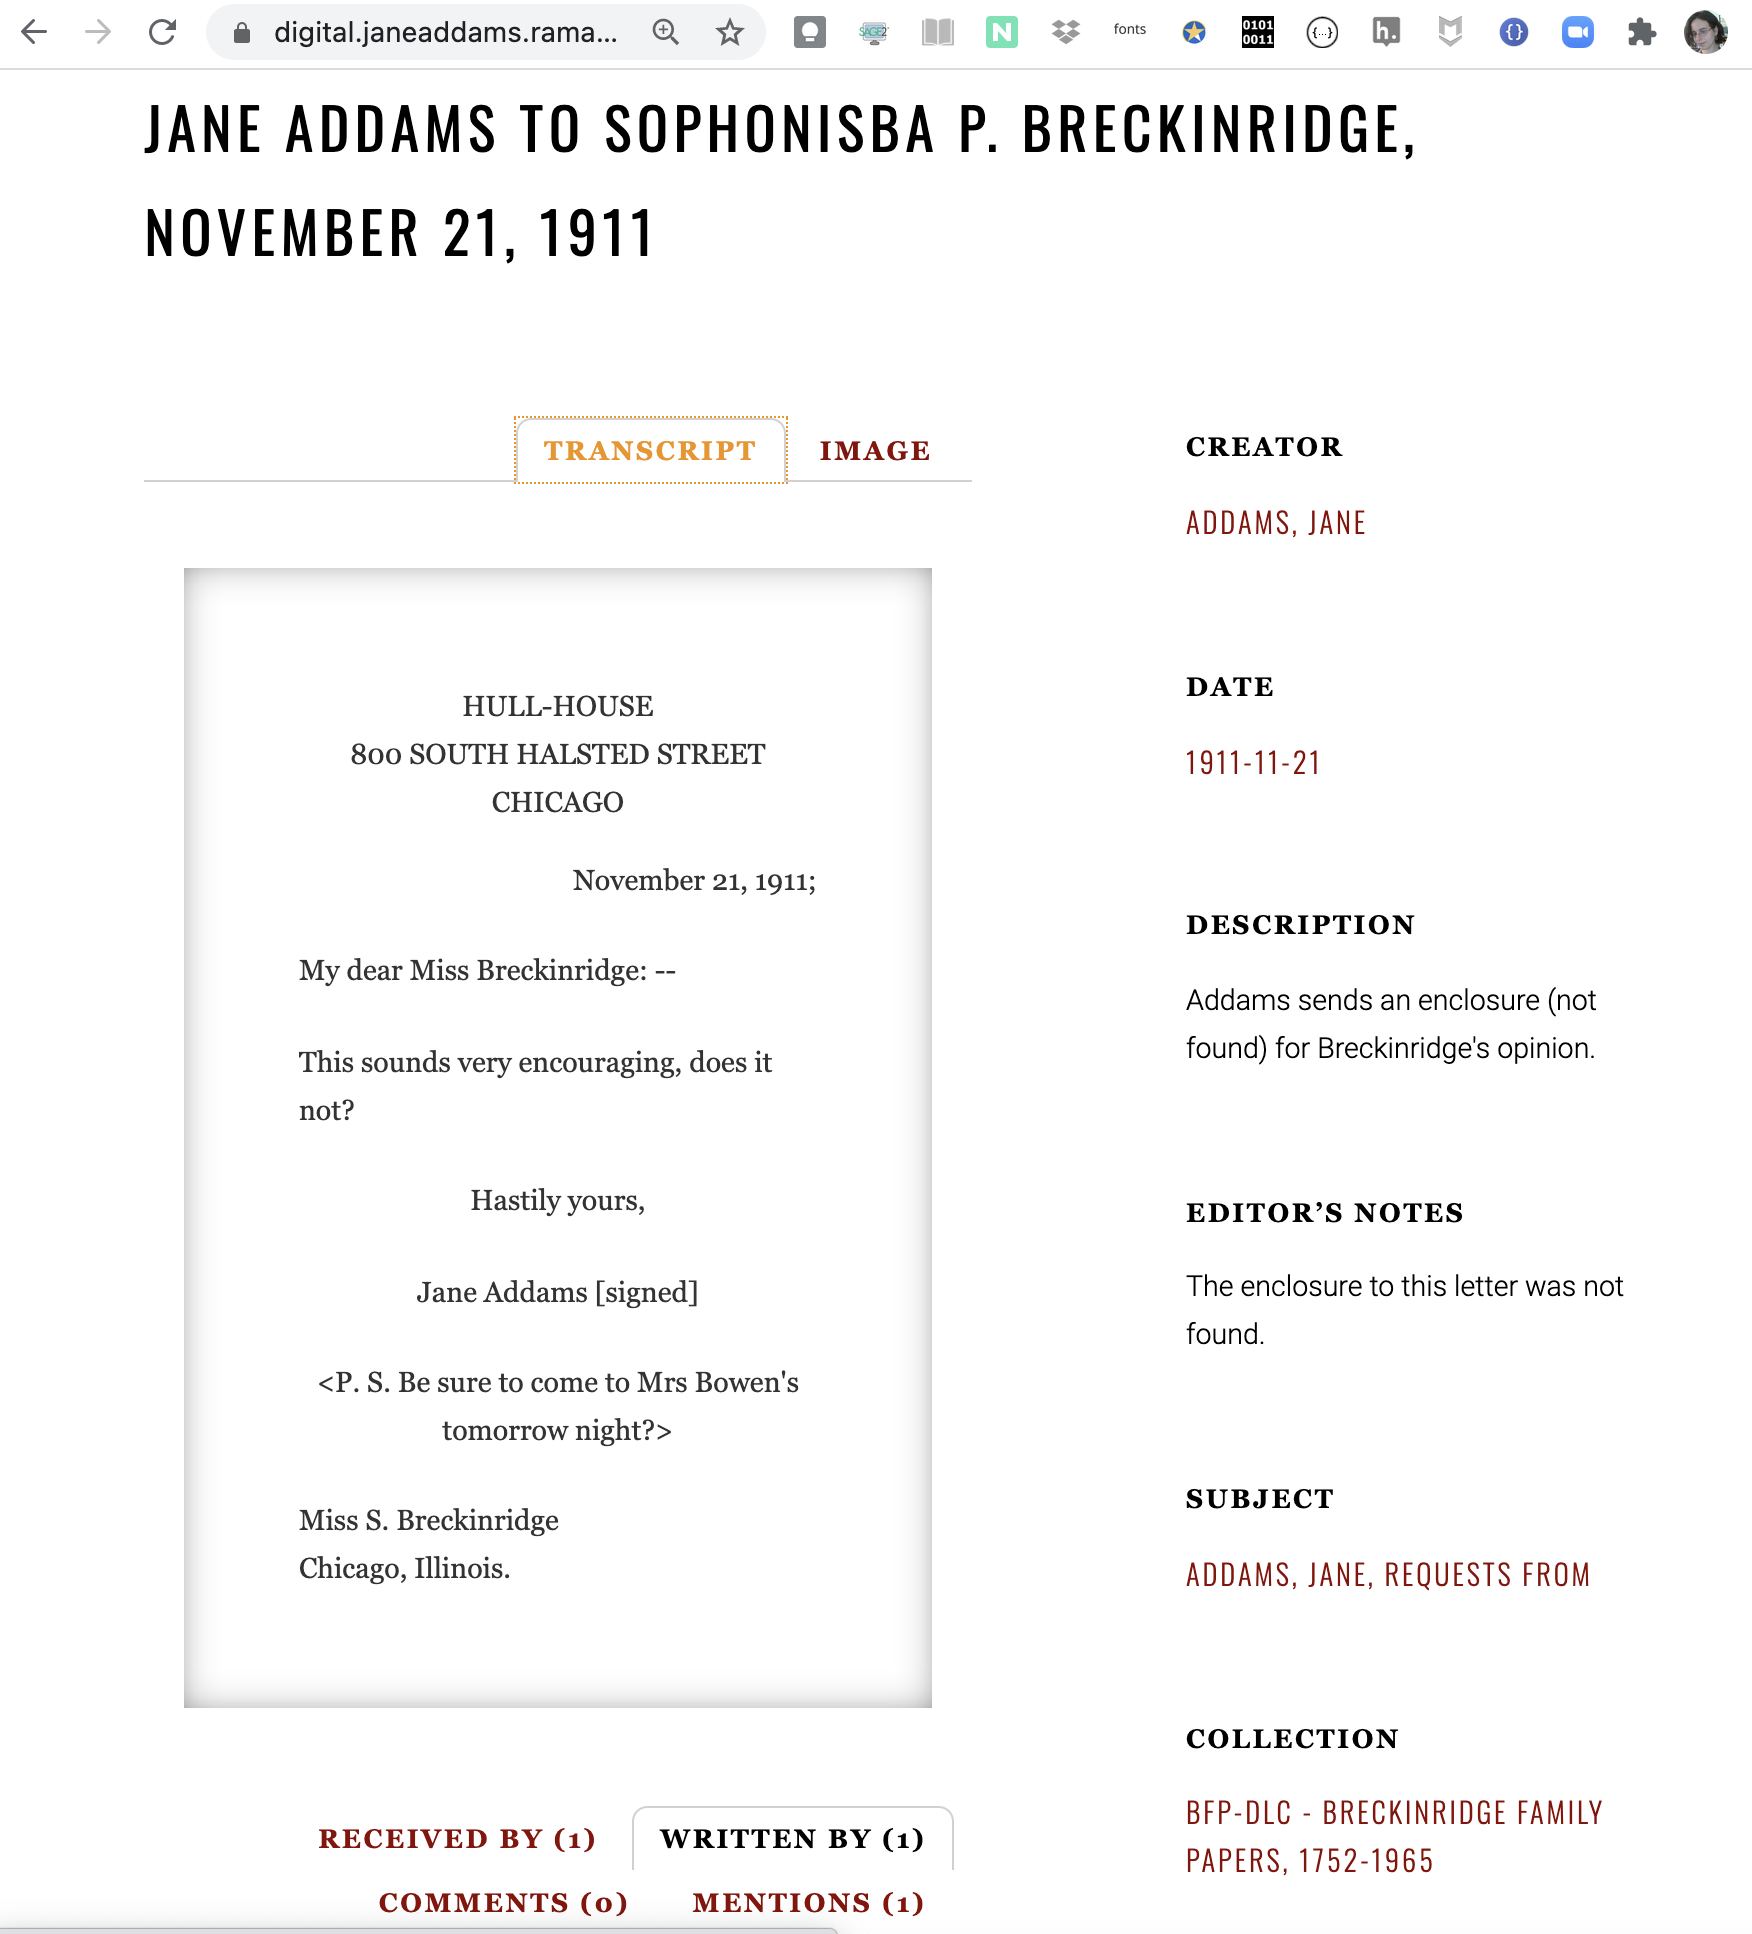 digital.janeaddams.rama...
SAGE2
N
fonts
0101
0011
{...}
h.
{}
JANE ADDAMS TO SOPHONISBA P. BRECKINRIDGE,
NOVEMBER 21, 1911
TRANSCRIPT
IMAGE
HULL-HOUSE
800 SOUTH HALSTED STREET
CHICAGO
November 21, 1911;
My dear Miss Breckinridge: --
This sounds very encouraging, does it
not?
Hastily yours,
Jane Addams [signed]
<P. S. Be sure to come to Mrs Bowen's
tomorrow night?>
Miss S. Breckinridge
Chicago, Illinois.
RECEIVED BY (1)
WRITTEN BY (1)
COMMENTS (0)
MENTIONS (1)
CREATOR
ADDAMS, JANE
DATE
1911-11-21
DESCRIPTION
Addams sends an enclosure (not
found) for Breckinridge's opinion.
EDITOR’S NOTES
The enclosure to this letter was not
found.
SUBJECT
ADDAMS, JANE, REQUESTS FROM
COLLECTION
BFP-DLC - BRECKINRIDGE FAMILY
PAPERS, 1752-1965